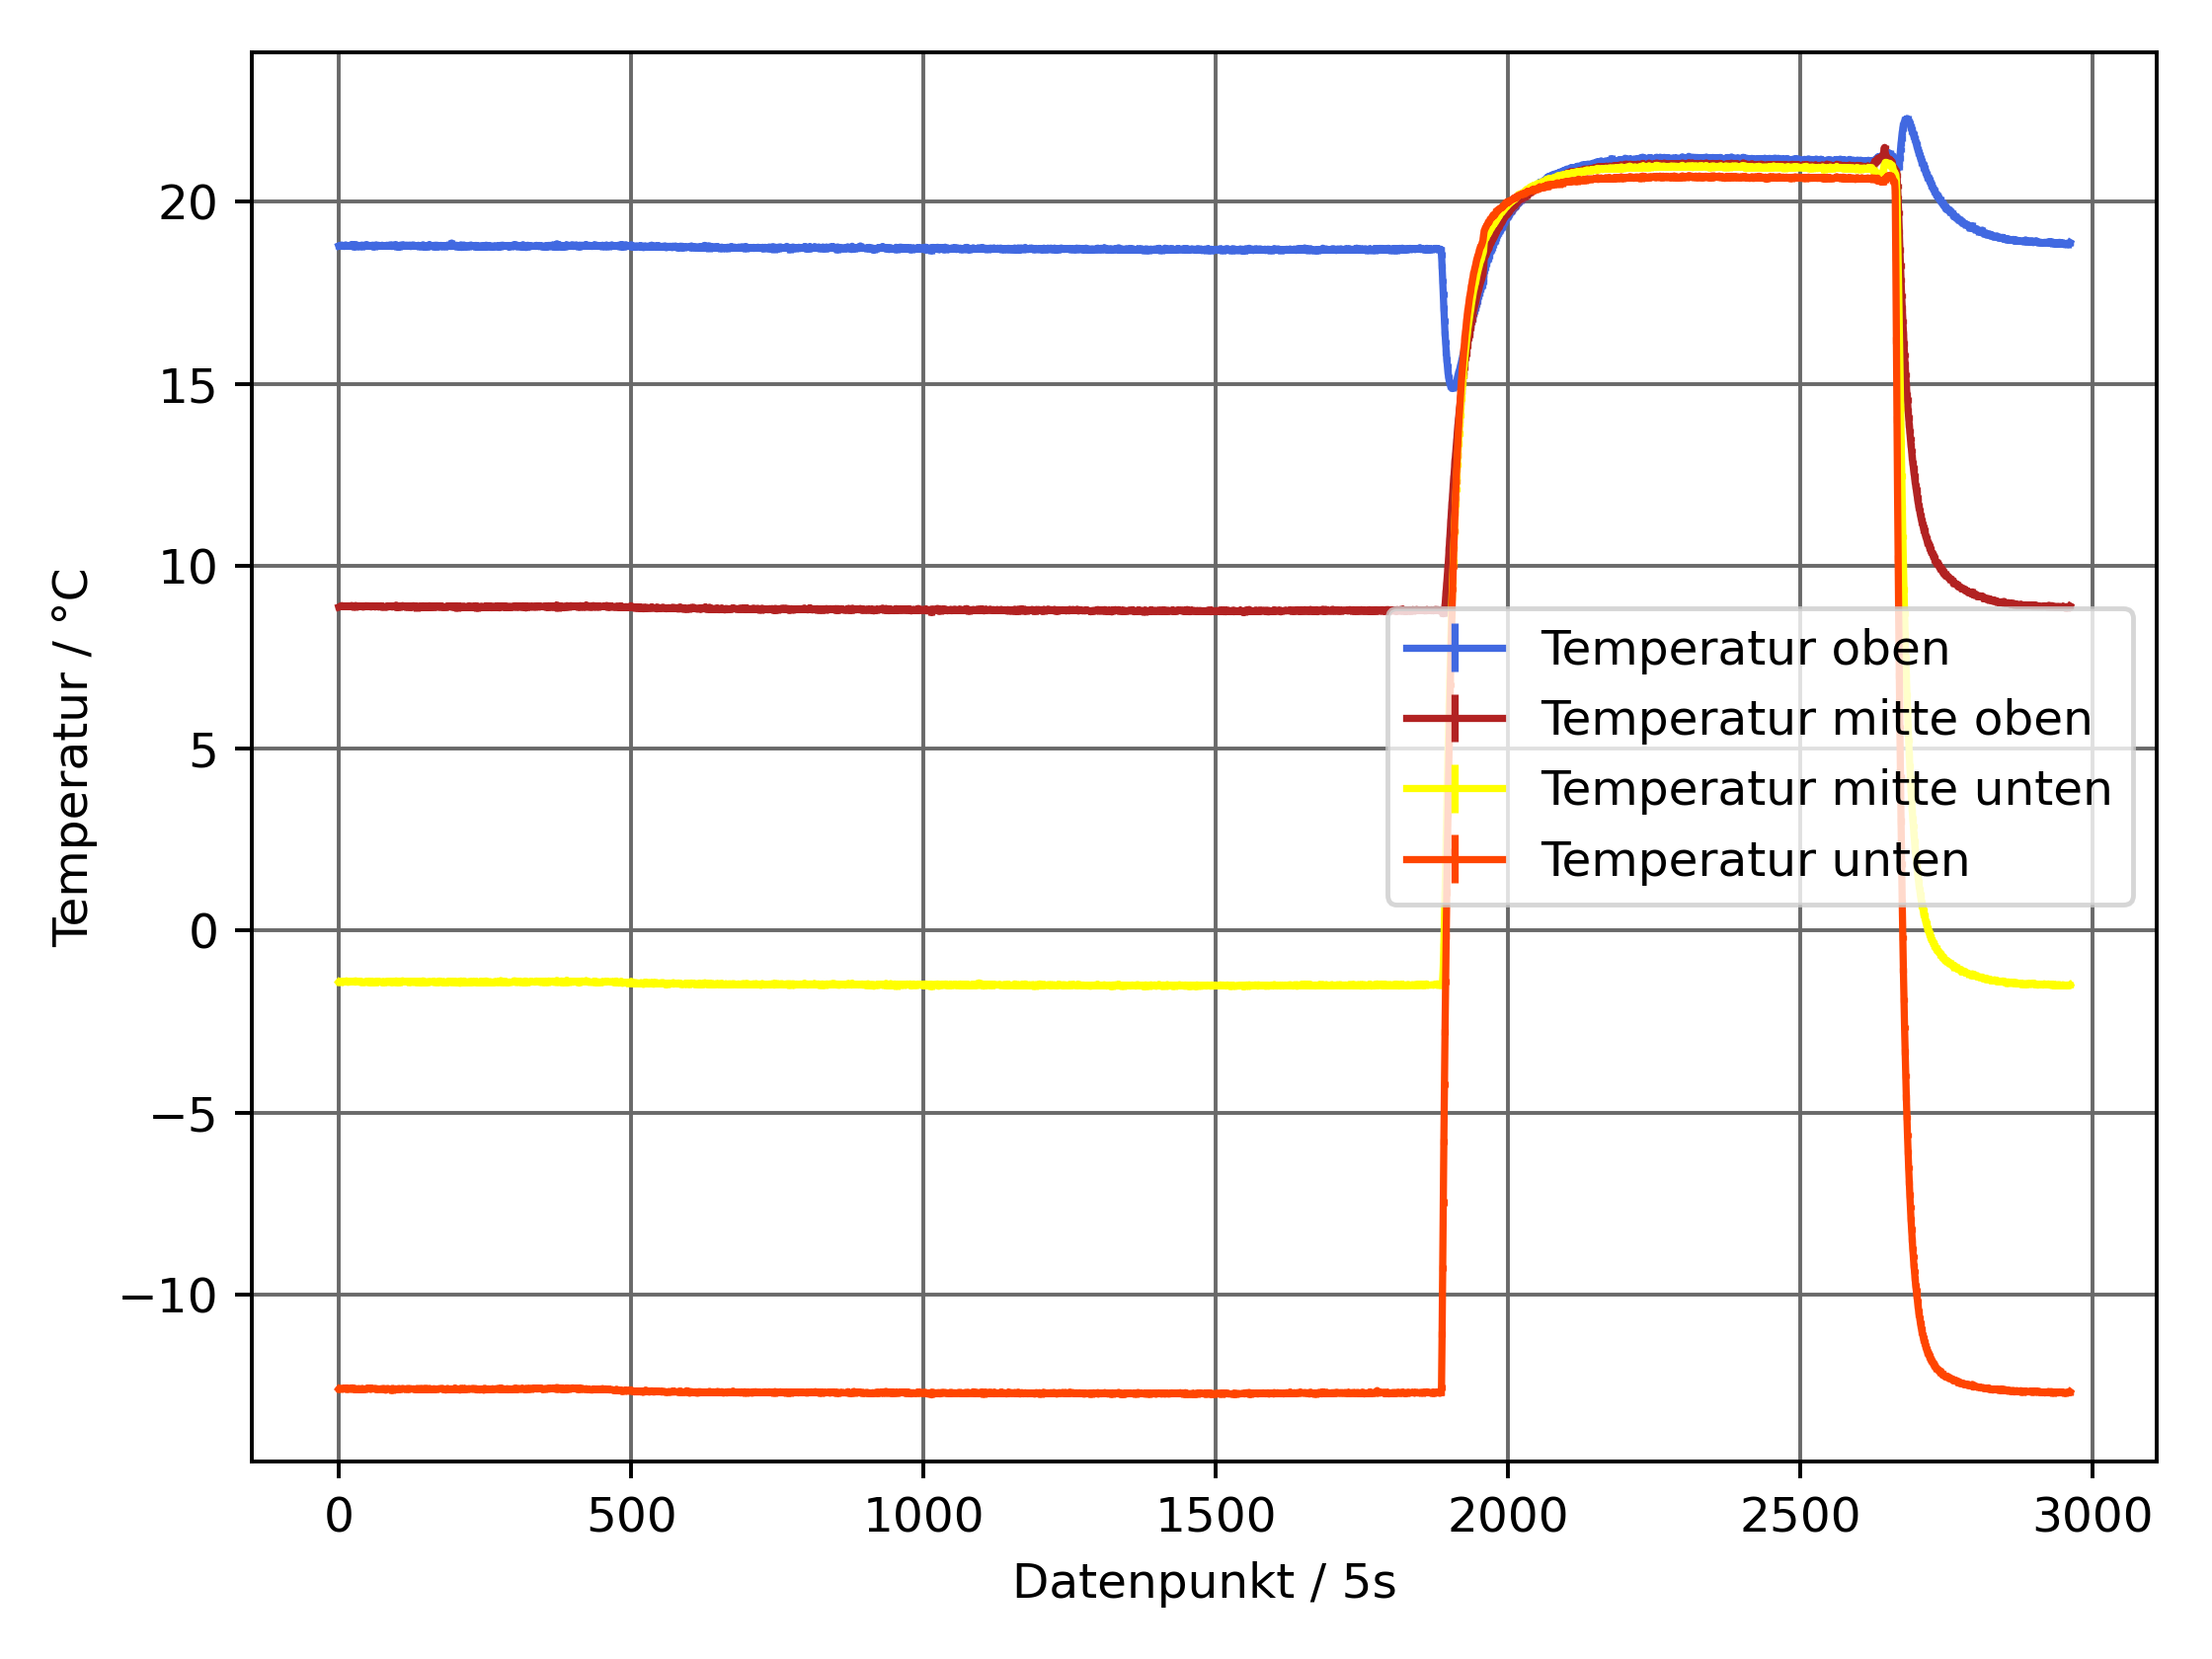 20
15
10
5
0
−5
−10
Temperatur / °C
Temperatur oben
Temperatur mitte oben
Temperatur mitte unten
Temperatur unten
0 500 1000 1500 2000 2500 3000
Datenpunkt / 5s